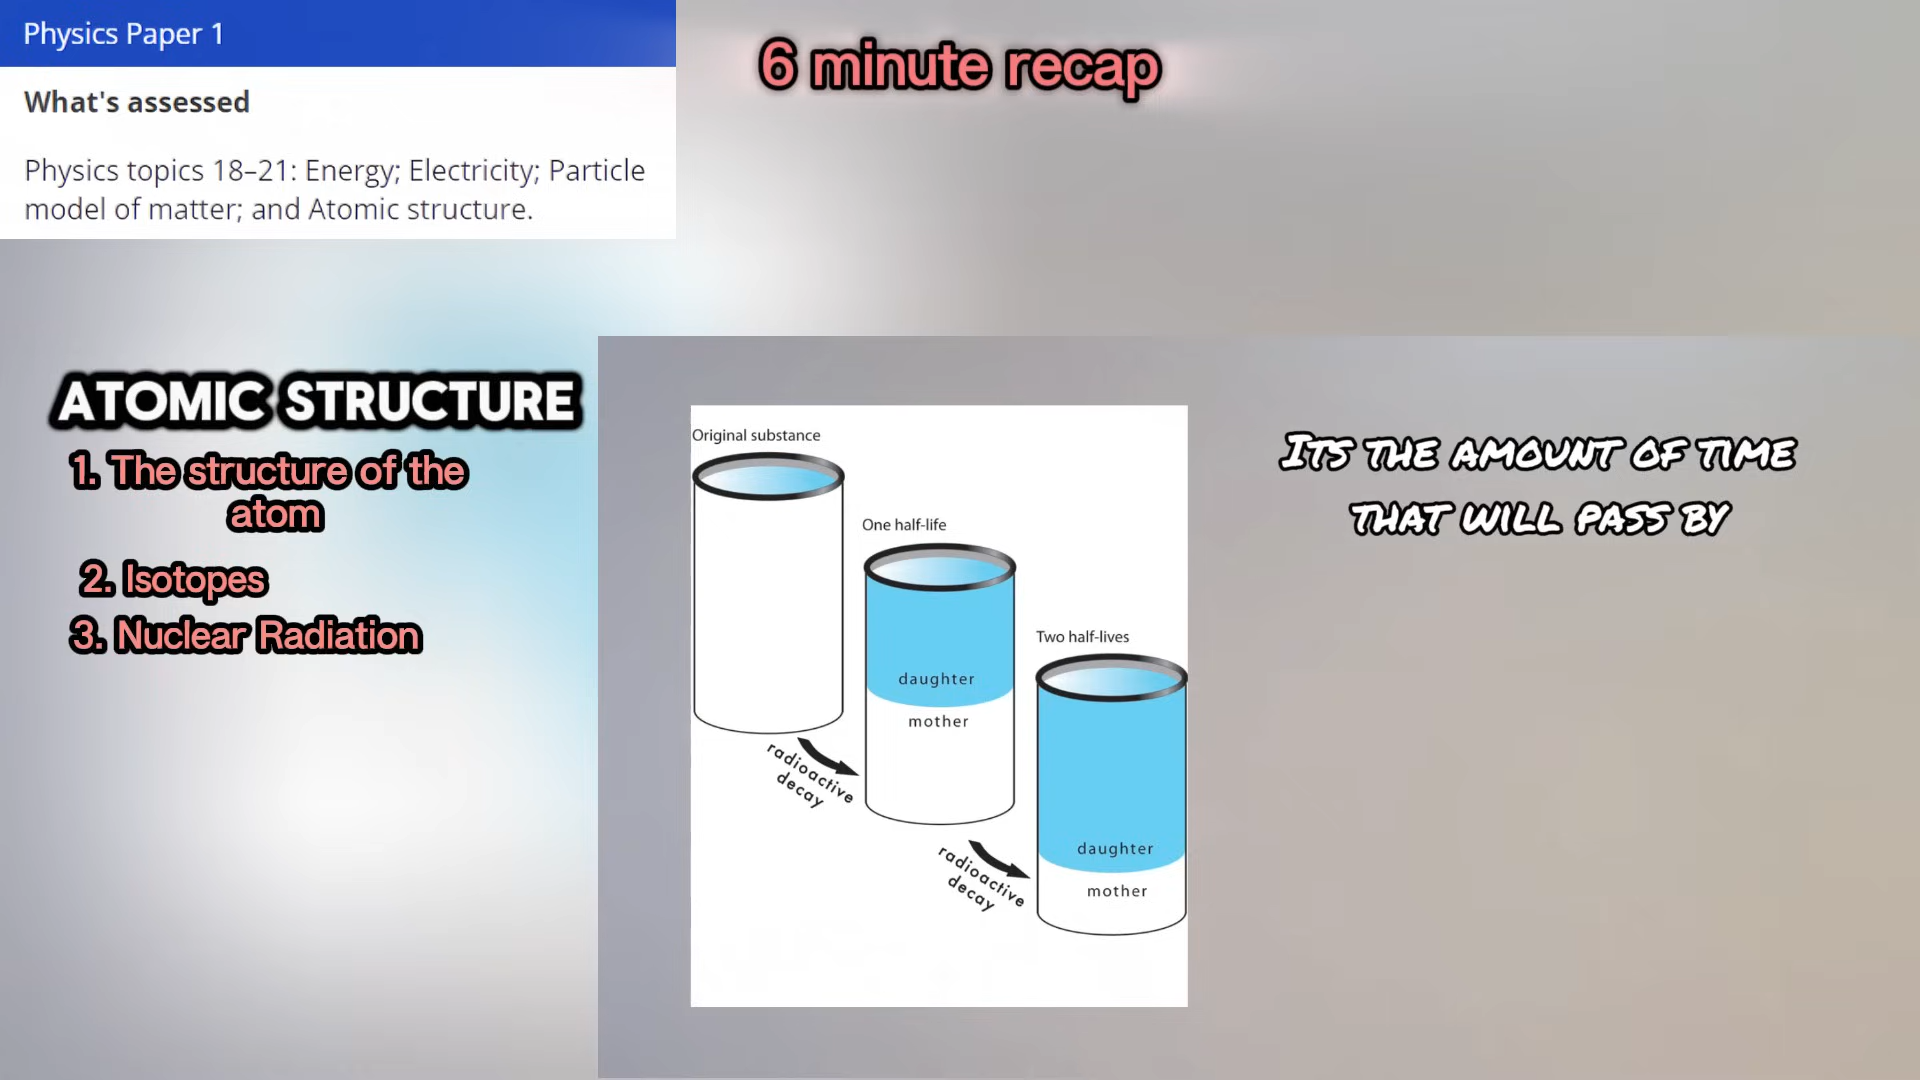 Physics Paper 1
What's assessed
Physics topics 18–21: Energy; Electricity; Particle
model of matter; and Atomic structure.
6 minute recap
ATOMIC STRUCTURE
1. The structure of the
atom
2. Isotopes
3. Nuclear Radiation
Original substance
One half-life
daughter
mother
radioactive
decay
Two half-lives
daughter
mother
radioactive
decay
ITS THE AMOUNT OF TIME
THAT WILL PASS BY